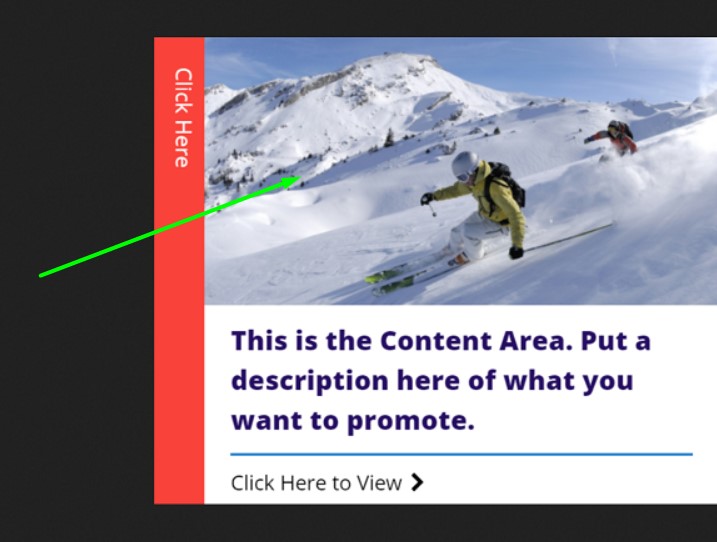 Click Here
This is the Content Area. Put a
description here of what you
want to promote.
Click Here to View